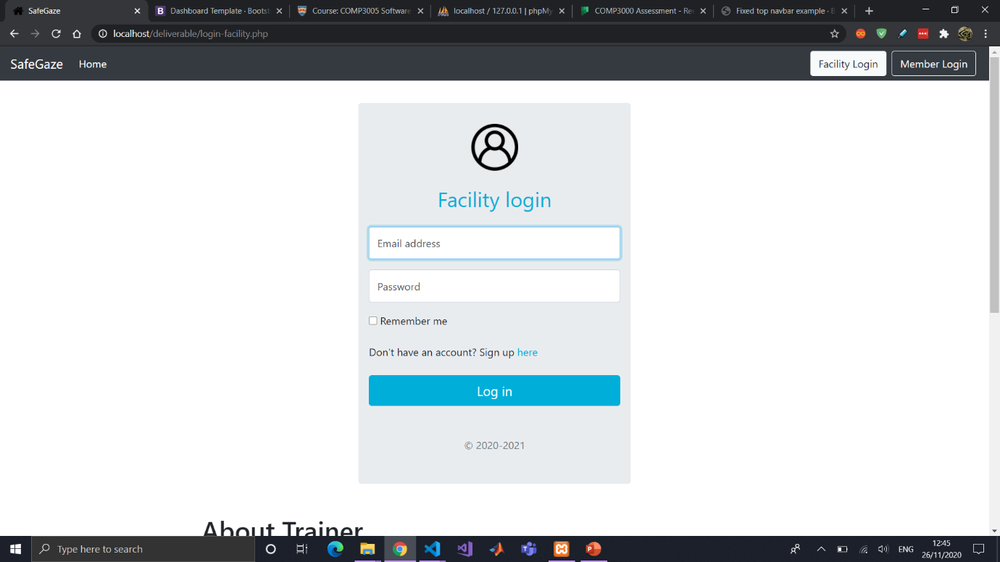 SafeGaze
Dashboard Template · Bootst
Course: COMP3005 Software
localhost / 127.0.0.1 | phpMy
COMP3000 Assessment - Rec
Fixed top navbar example · B
localhost/deliverable/login-facility.php
SafeGaze Home Facility Login Member Login
Facility login
Email address
Password
Remember me
Don't have an account? Sign up here
Log in
© 2020-2021
About Trainer
Type here to search
ENG
12:45
26/11/2020